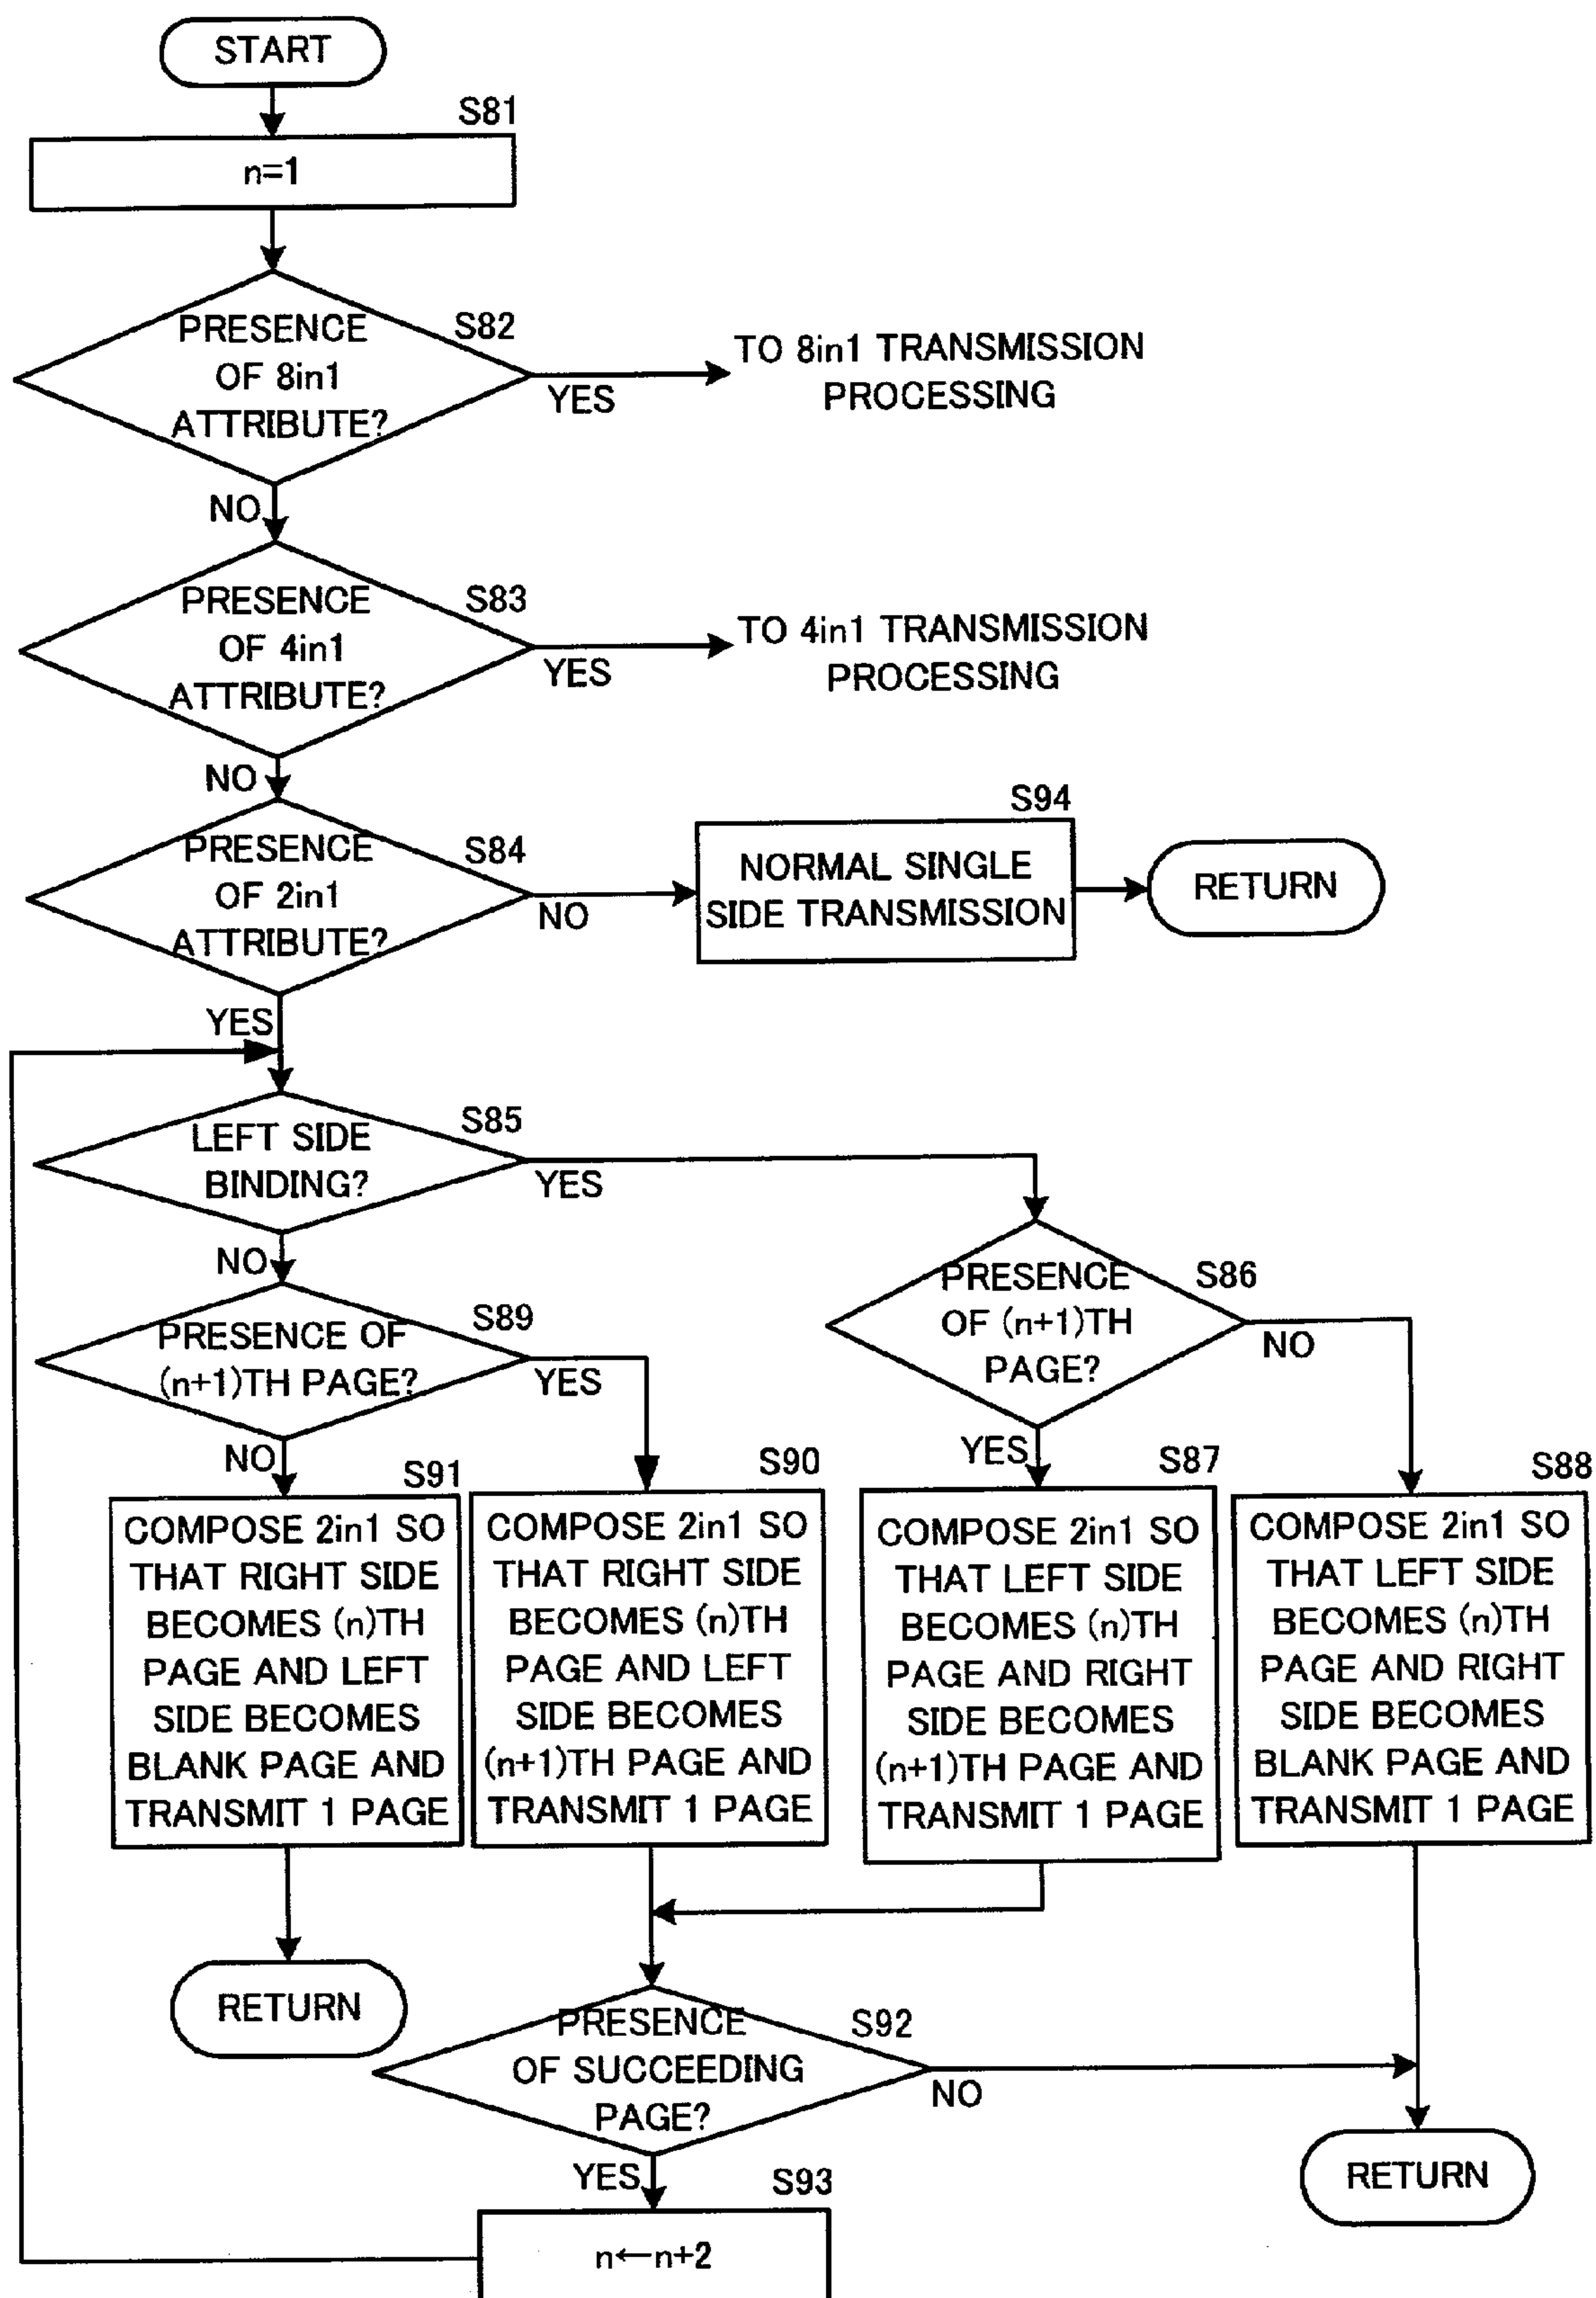 START
S81
n=1
PRESENCE
OF 8in1
ATTRIBUTE?
S82
YES
TO 8in1 TRANSMISSION
PROCESSING
NO
PRESENCE
OF 4in1
ATTRIBUTE?
S83
YES
TO 4in1 TRANSMISSION
PROCESSING
NO
PRESENCE
OF 2in1
ATTRIBUTE?
S84
NO
S94
NORMAL SINGLE
SIDE TRANSMISSION
RETURN
YES
LEFT SIDE
BINDING?
S85
YES
NO
PRESENCE OF
(n+1)TH PAGE?
S89
YES
PRESENCE
OF (n+1)TH
PAGE?
S86
NO
NO
S91
COMPOSE 2in1 SO
THAT RIGHT SIDE
BECOMES (n)TH
PAGE AND LEFT
SIDE BECOMES
BLANK PAGE AND
TRANSMIT 1 PAGE
S90
COMPOSE 2in1 SO
THAT RIGHT SIDE
BECOMES (n)TH
PAGE AND LEFT
SIDE BECOMES
(n+1)TH PAGE AND
TRANSMIT 1 PAGE
YES
S87
COMPOSE 2in1 SO
THAT LEFT SIDE
BECOMES (n)TH
PAGE AND RIGHT
SIDE BECOMES
(n+1)TH PAGE AND
TRANSMIT 1 PAGE
S88
COMPOSE 2in1 SO
THAT LEFT SIDE
BECOMES (n)TH
PAGE AND RIGHT
SIDE BECOMES
BLANK PAGE AND
TRANSMIT 1 PAGE
RETURN
PRESENCE
OF SUCCEEDING
PAGE?
S92
NO
RETURN
YES
S93
n←n+2